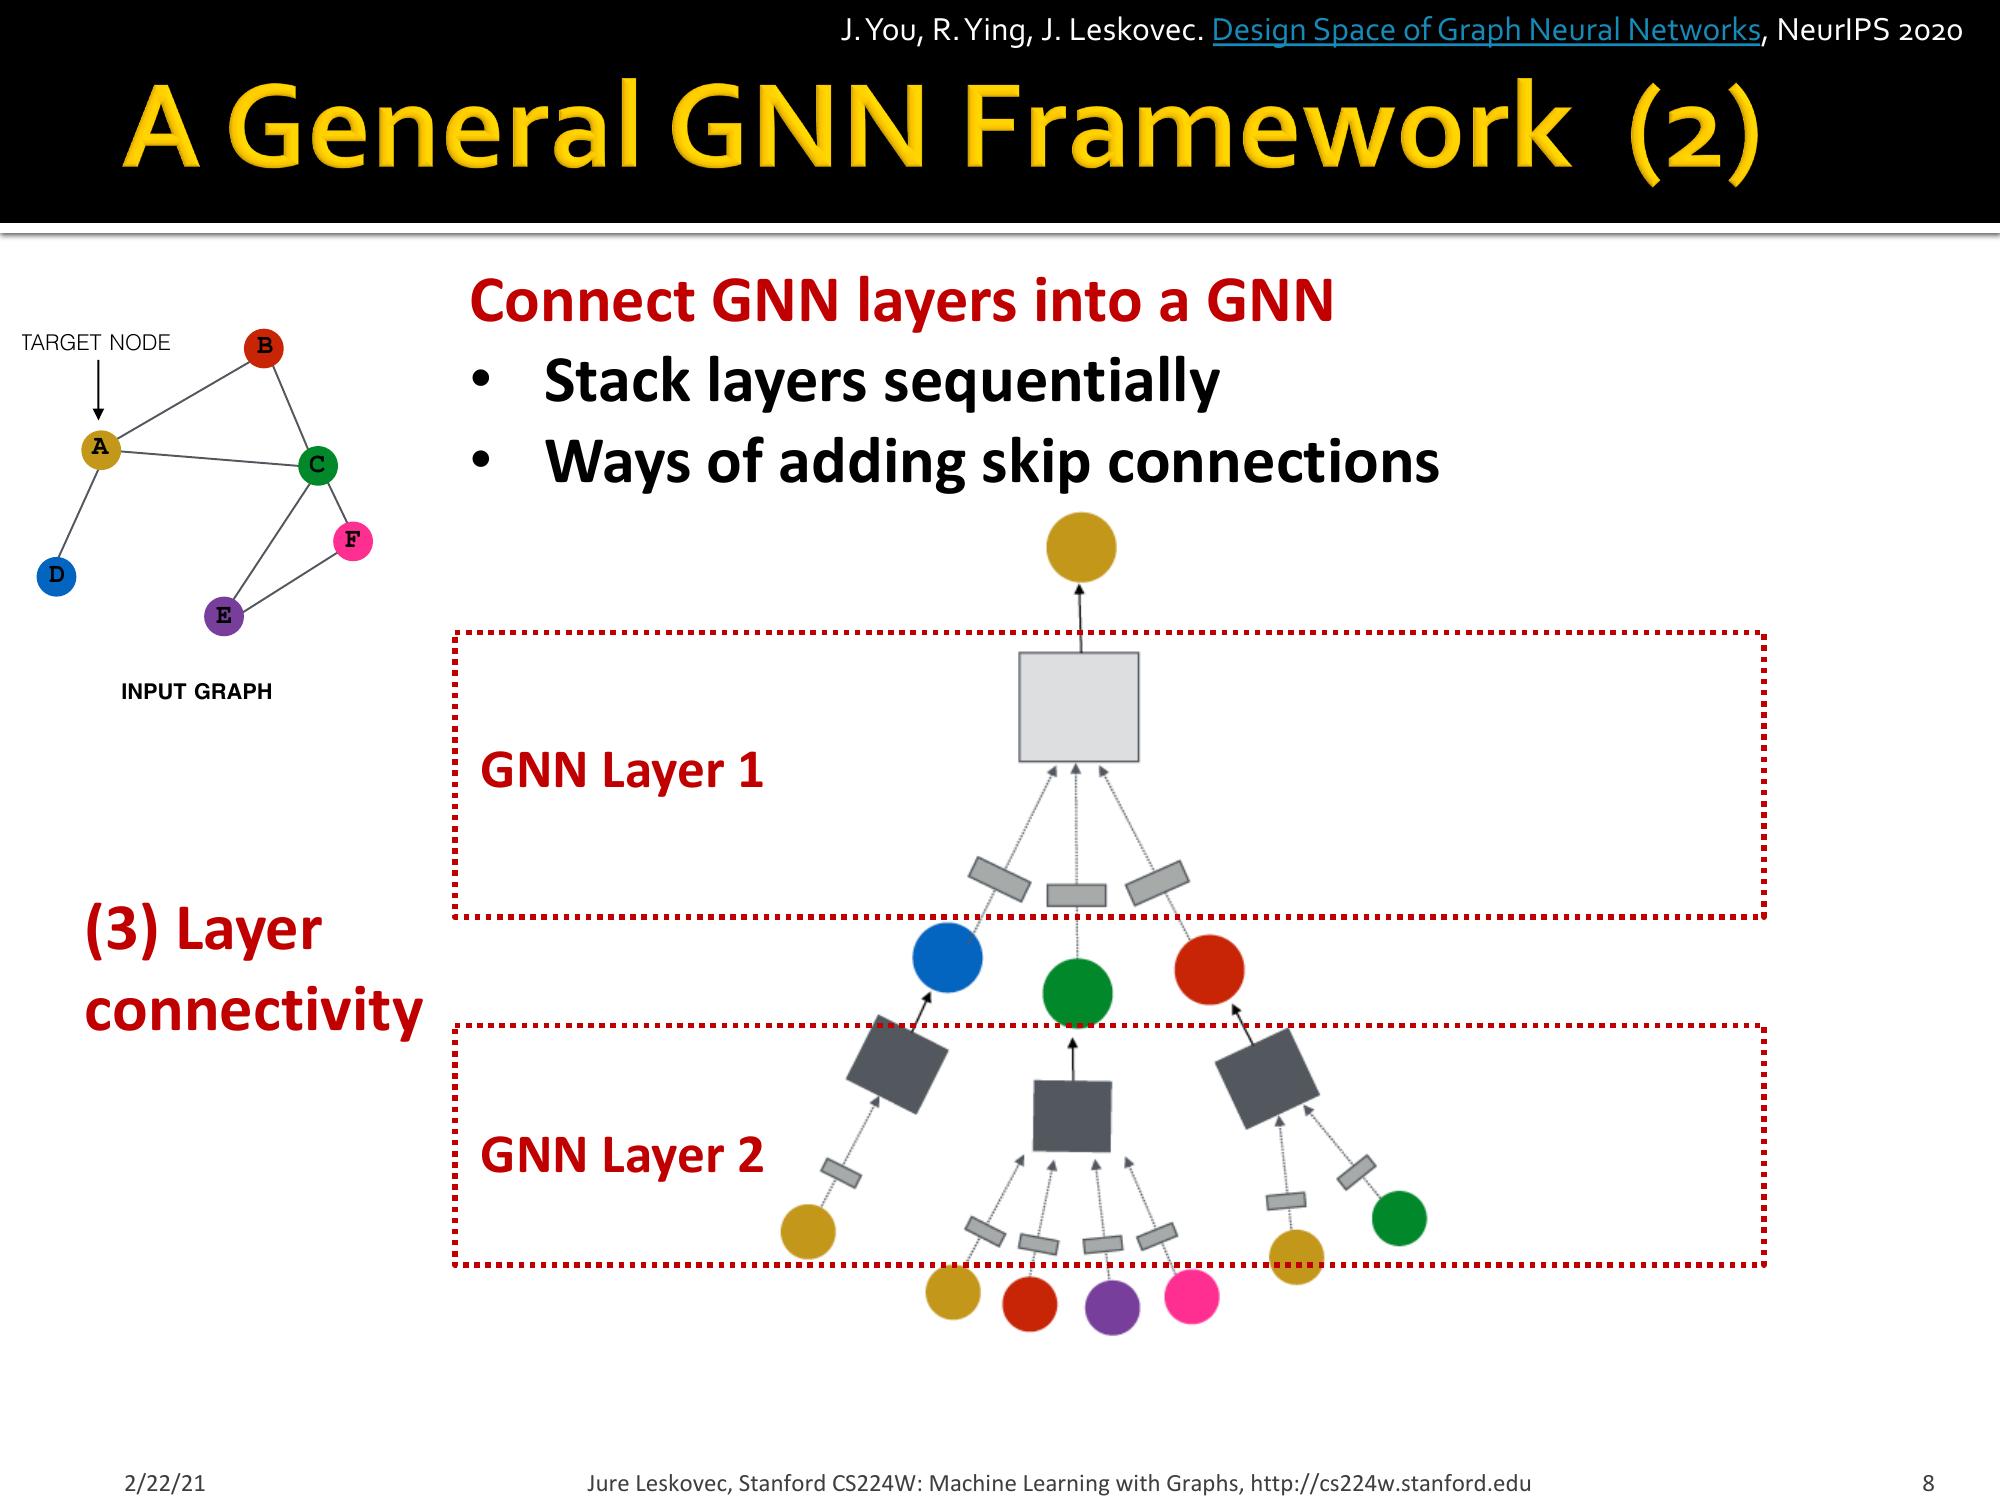 J. You, R. Ying, J. Leskovec. Design Space of Graph Neural Networks, NeurIPS 2020
A General GNN Framework (2)
Connect GNN layers into a GNN
• Stack layers sequentially
• Ways of adding skip connections
TARGET NODE
B
A
C
F
D
E
INPUT GRAPH
GNN Layer 1
(3) Layer
connectivity
GNN Layer 2
2/22/21
Jure Leskovec, Stanford CS224W: Machine Learning with Graphs, http://cs224w.stanford.edu
8